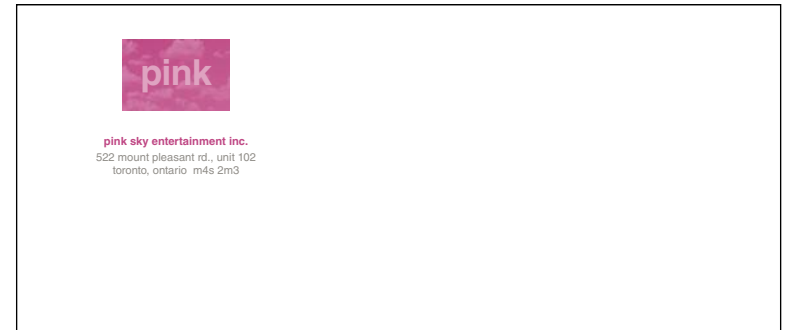 pink
pink sky entertainment inc.
522 mount pleasant rd., unit 102
toronto, ontario  m4s 2m3